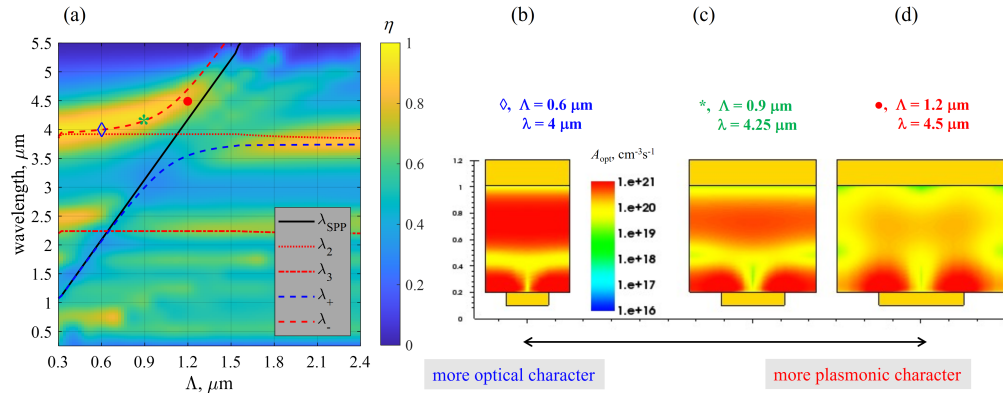 (a)
η
(b)
(c)
(d)
wavelength, μm
5.5
5
4.5
4
3.5
3
2.5
2
1.5
1
0.5
0.3 0.6 0.9 1.2 1.5 1.8 2.1 2.4
Λ, μm
λSPP
λ2
λ3
λ+
λ-
1
0.8
0.6
0.4
0.2
0
◊, Λ = 0.6 μm
λ = 4 μm
*, Λ = 0.9 μm
λ = 4.25 μm
●, Λ = 1.2 μm
λ = 4.5 μm
1.2
1
0.8
0.6
0.4
0.2
0
Aopt, cm-3s-1
1.e+21
1.e+20
1.e+19
1.e+18
1.e+17
1.e+16
more optical character
more plasmonic character